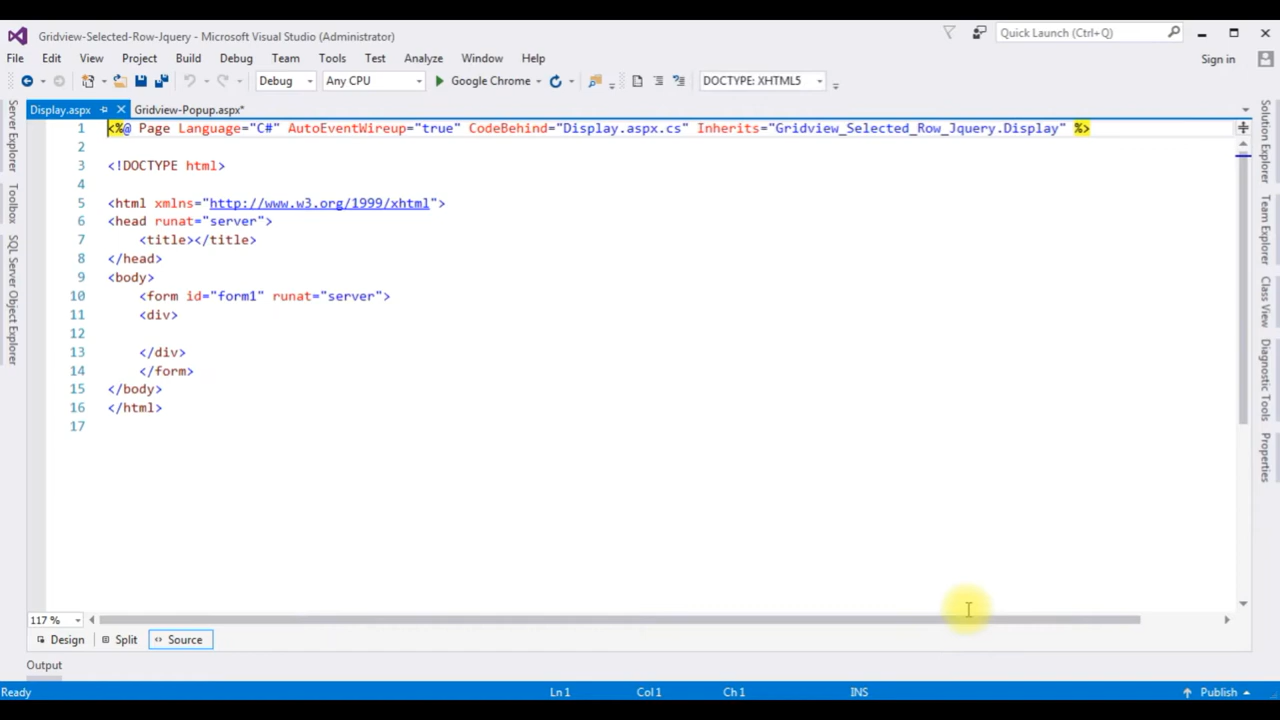 Gridview-Selected-Row-Jquery - Microsoft Visual Studio (Administrator)
Quick Launch (Ctrl+Q)
File Edit View Project Build Debug Team Tools Test Analyze Window Help
Sign in
Debug Any CPU Google Chrome DOCTYPE: XHTML5
Display.aspx Gridview-Popup.aspx*
1 <%@ Page Language="C#" AutoEventWireup="true" CodeBehind="Display.aspx.cs" Inherits="Gridview_Selected_Row_Jquery.Display" %>
2
3 <!DOCTYPE html>
4
5 <html xmlns="http://www.w3.org/1999/xhtml">
6 <head runat="server">
7 <title></title>
8 </head>
9 <body>
10 <form id="form1" runat="server">
11 <div>
12
13 </div>
14 </form>
15 </body>
16 </html>
17
Server Explorer
Toolbox
SQL Server Object Explorer
Solution Explorer
Team Explorer
Class View
Diagnostic Tools
Properties
117 %
Design Split Source
Output
Ready Ln 1 Col 1 Ch 1 INS Publish